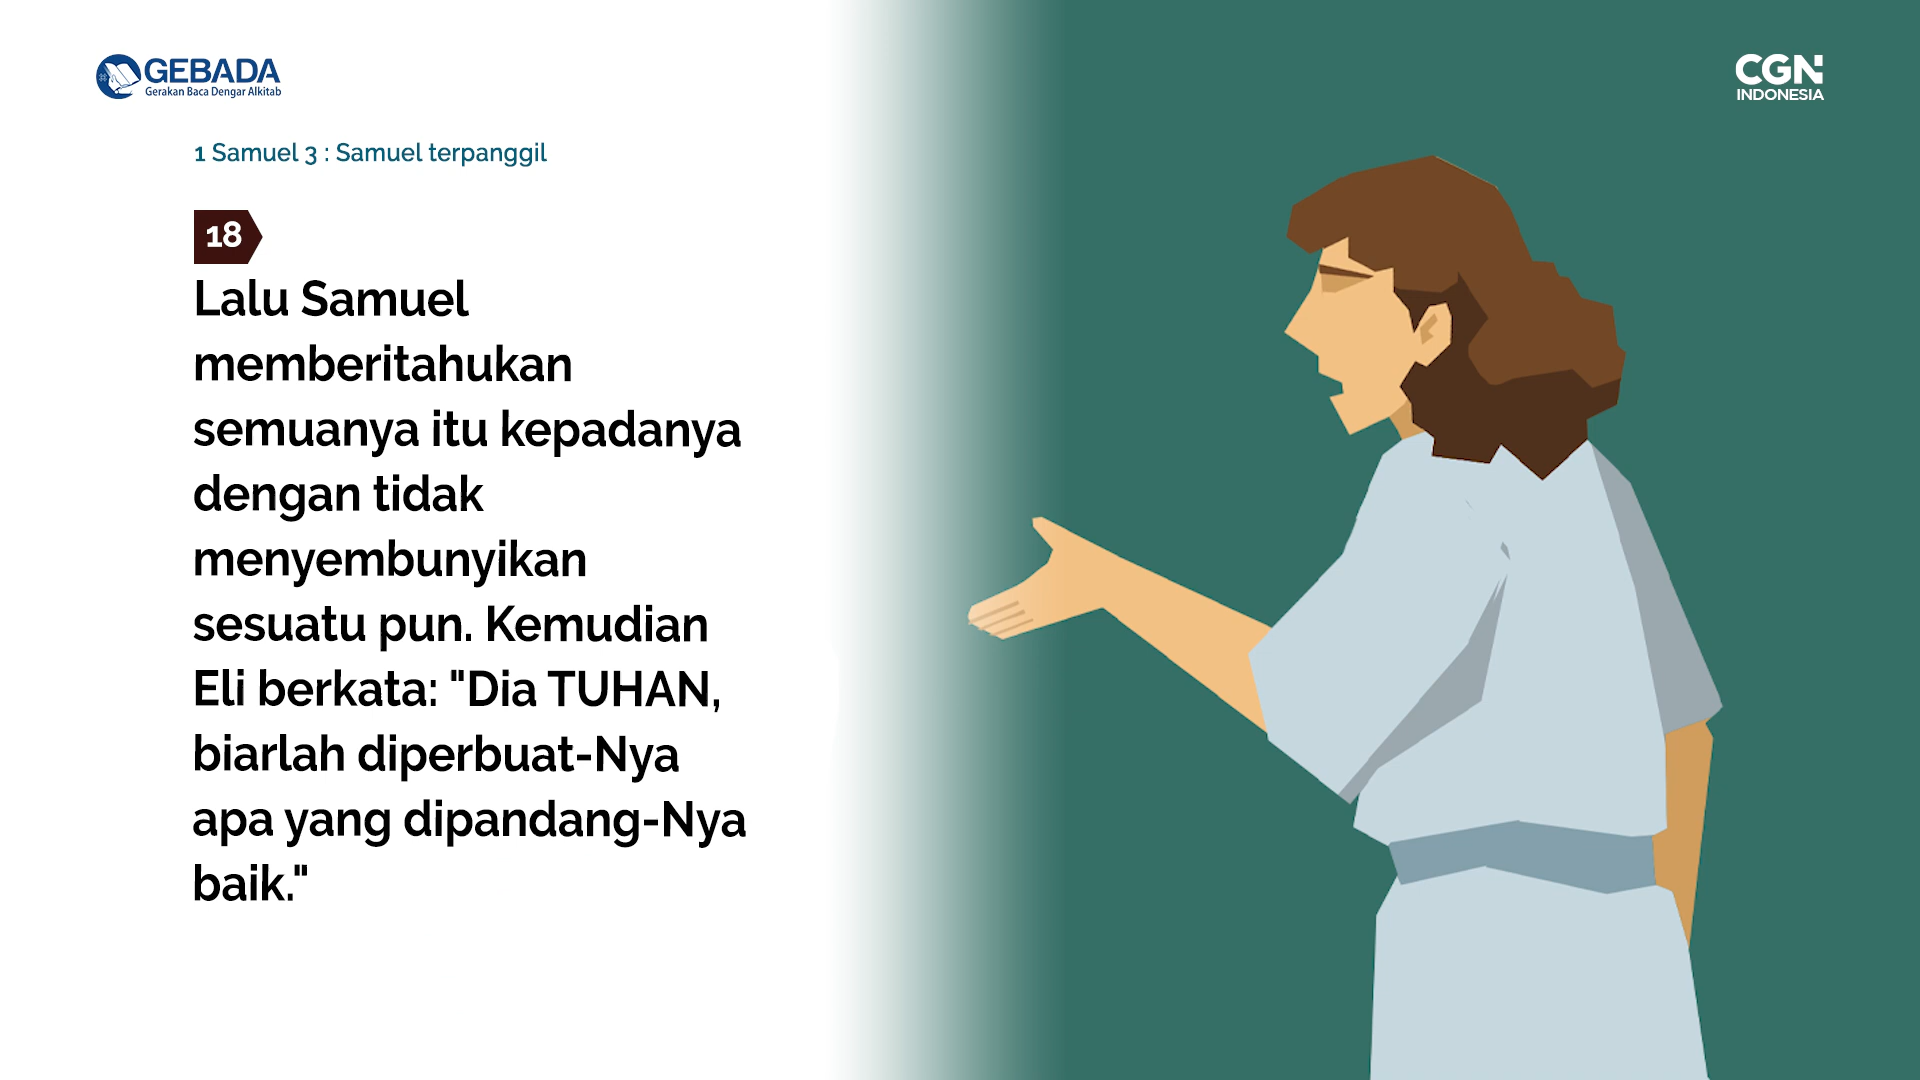 GEBADA
Gerakan Baca Dengar Alkitab
CGN
INDONESIA
1 Samuel 3 : Samuel terpanggil
18
Lalu Samuel
memberitahukan
semuanya itu kepadanya
dengan tidak
menyembunyikan
sesuatu pun. Kemudian
Eli berkata: "Dia TUHAN,
biarlah diperbuat-Nya
apa yang dipandang-Nya
baik."